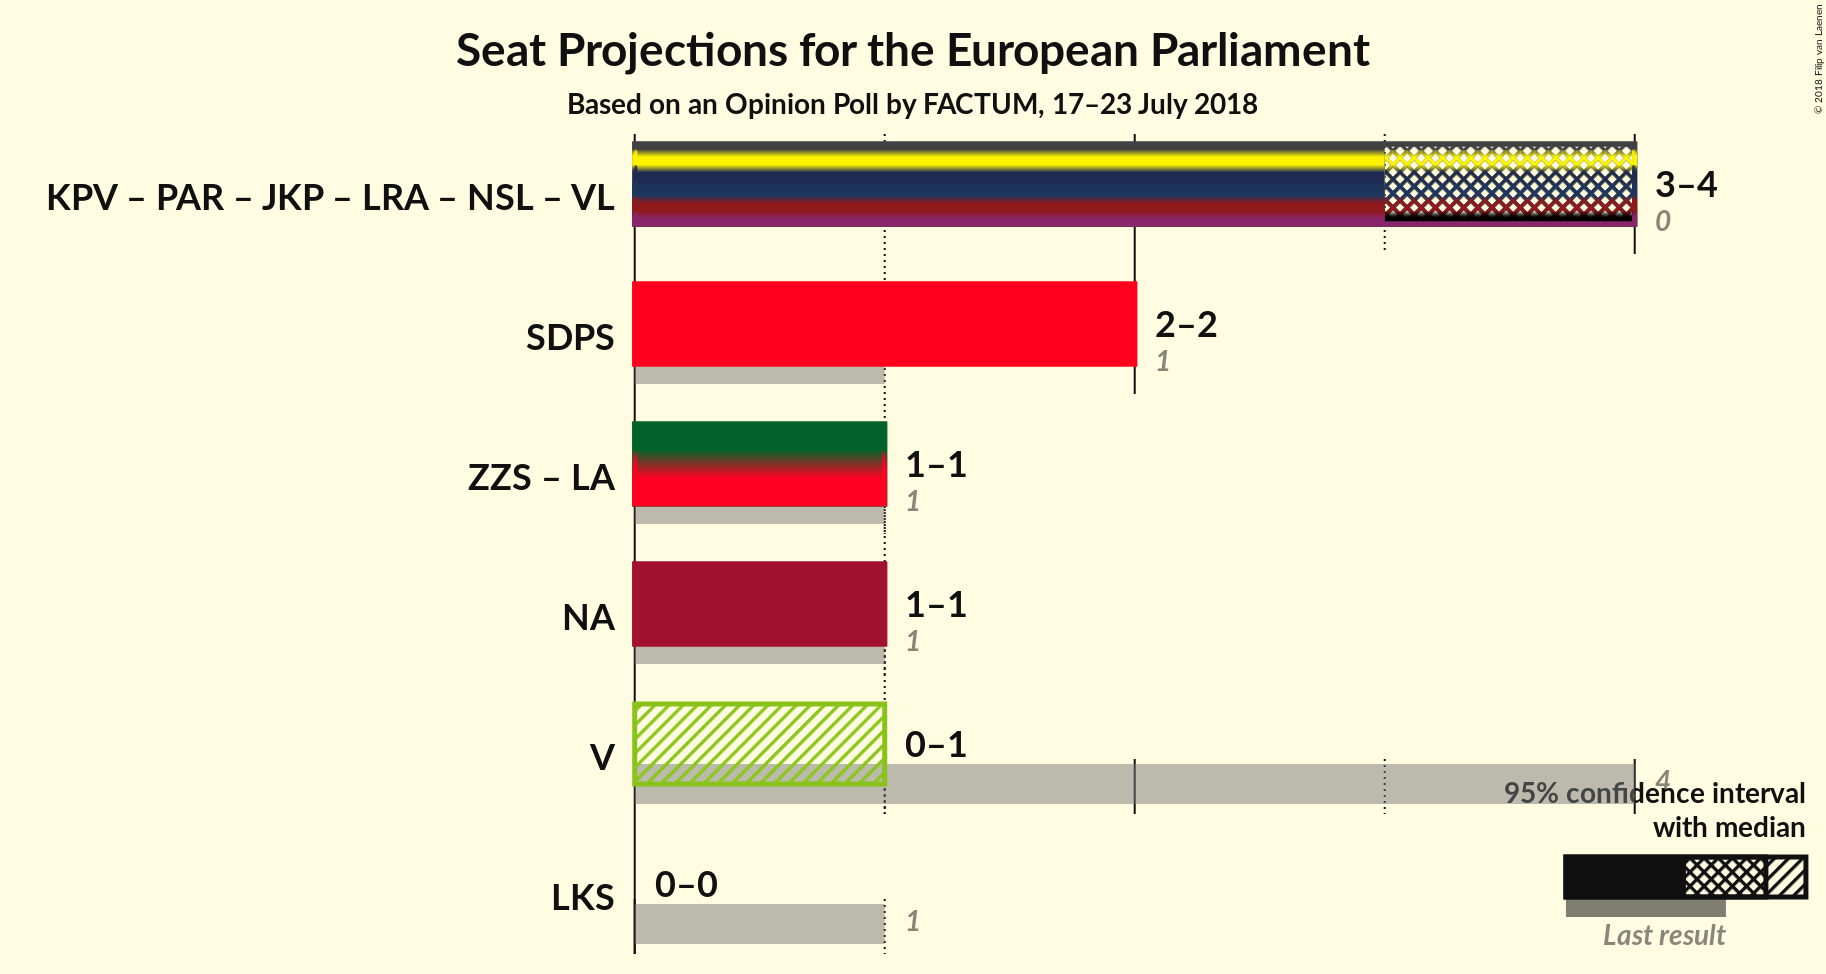 Seat Projections for the European Parliament
Based on an Opinion Poll by FACTUM, 17–23 July 2018
© 2018 Filip van Laenen
KPV – PAR – JKP – LRA – NSL – VL
3–4
0
SDPS
2–2
1
ZZS – LA
1–1
1
NA
1–1
1
V
0–1
4
LKS
0–0
1
95% confidence interval
with median
Last result